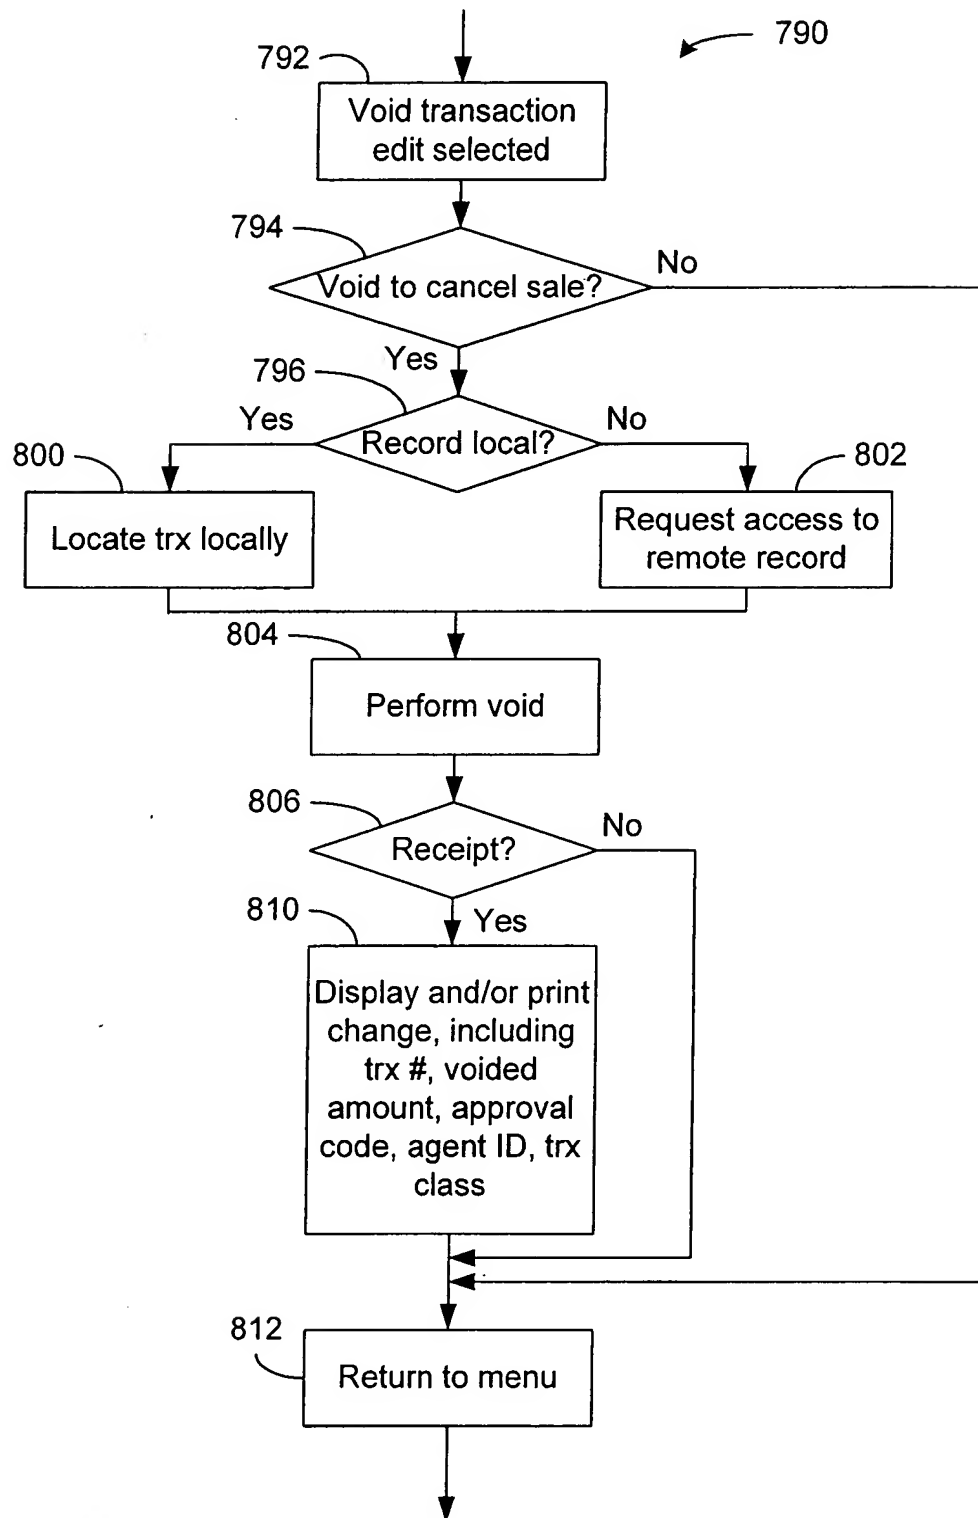 790
792
Void transaction
edit selected
794
Void to cancel sale?
No
Yes
796
Yes
Record local?
No
800
Locate trx locally
802
Request access to
remote record
804
Perform void
806
Receipt?
No
Yes
810
Display and/or print
change, including
trx #, voided
amount, approval
code, agent ID, trx
class
812
Return to menu